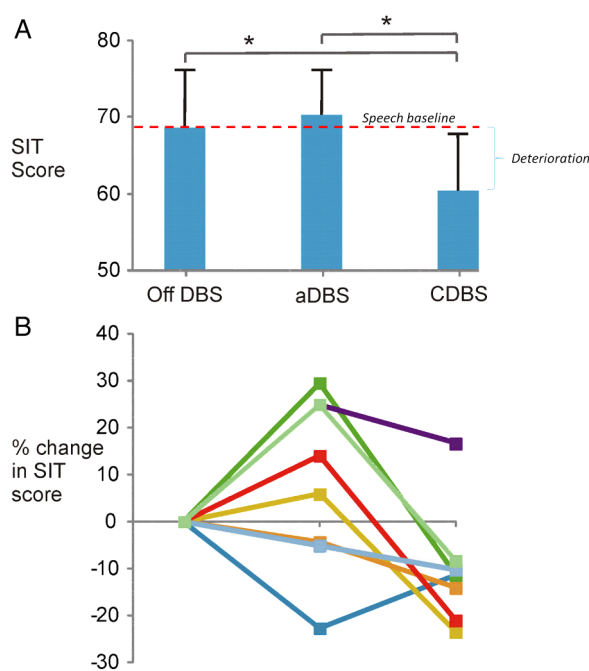 A
80
*
*
70
Speech baseline
SIT
Score
Deterioration
60
50
Off DBS
aDBS
CDBS
B
40
30
20
% change
in SIT
score
10
0
-10
-20
-30